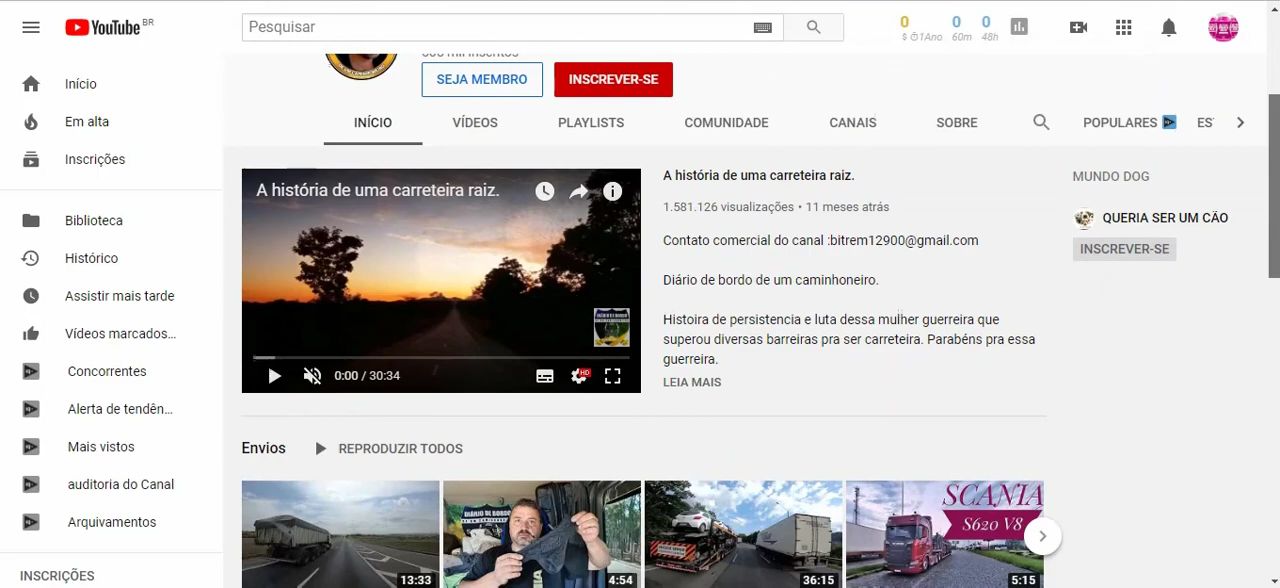 YouTube BR
Pesquisar
0
$ 1Ano
0
60m
0
48h
SEJA MEMBRO
INSCREVER-SE
Início
Em alta
Inscrições
Biblioteca
Histórico
Assistir mais tarde
Vídeos marcados...
Concorrentes
Alerta de tendên...
Mais vistos
auditoria do Canal
Arquivamentos
INSCRIÇÕES
INÍCIO
VÍDEOS
PLAYLISTS
COMUNIDADE
CANAIS
SOBRE
POPULARES
A história de uma carreteira raiz.
0:00 / 30:34
HD
A história de uma carreteira raiz.
1.581.126 visualizações • 11 meses atrás
Contato comercial do canal :bitrem12900@gmail.com
Diário de bordo de um caminhoneiro.
Histoira de persistencia e luta dessa mulher guerreira que
superou diversas barreiras pra ser carreteira. Parabéns pra essa
guerreira.
LEIA MAIS
MUNDO DOG
QUERIA SER UM CÃO
INSCREVER-SE
Envios
REPRODUZIR TODOS
13:33
DIÁRIO DE BORDO
4:54
36:15
SCANIA
S620 V8
5:15